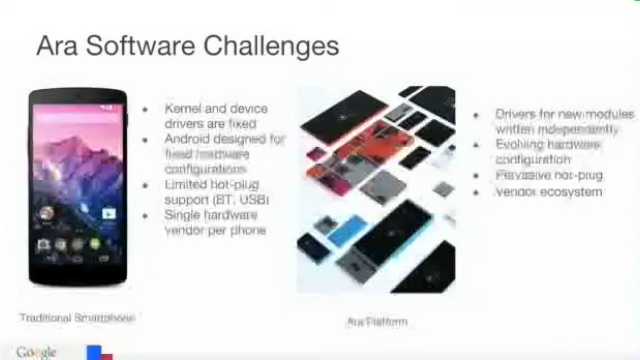 Ara Software Challenges
Kernel and device
drivers are fixed
Android designed for
fixed hardware
configurations
Limited hot-plug
support (BT, USB)
Single hardware
vendor per phone
Traditional Smartphone
Drivers for new modules
written independently
Evolving hardware
configuration
Pervasive hot-plug
Vendor ecosystem
Ara Platform
Google